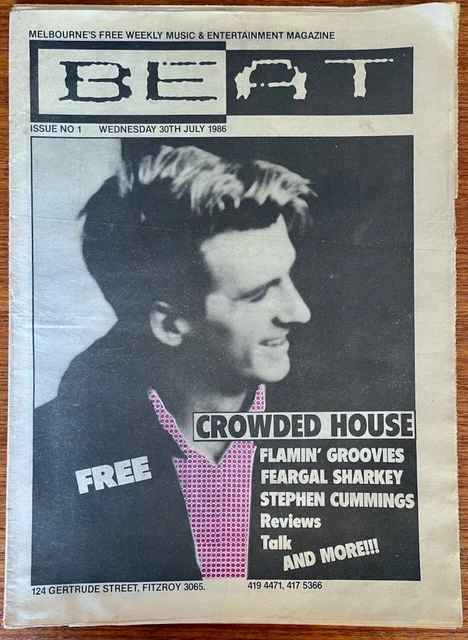 MELBOURNE'S FREE WEEKLY MUSIC & ENTERTAINMENT MAGAZINE
BEAT
ISSUE NO 1 WEDNESDAY 30TH JULY 1986
CROWDED HOUSE
FLAMIN' GROOVIES
FEARGAL SHARKEY
STEPHEN CUMMINGS
Reviews
Talk
AND MORE!!!
FREE
124 GERTRUDE STREET, FITZROY 3065. 419 4471, 417 5366